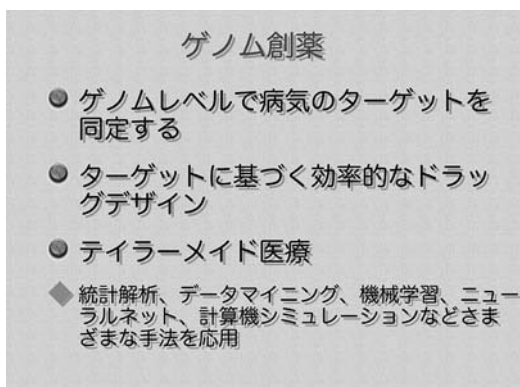 ゲノム創薬
ゲノムレベルで病気のターゲットを
同定する
ターゲットに基づく効率的なドラッ
グデザイン
テイラーメイド医療
統計解析、データマイニング、機械学習、ニュー
ラルネット、計算機シミュレーションなどさま
ざまな手法を応用